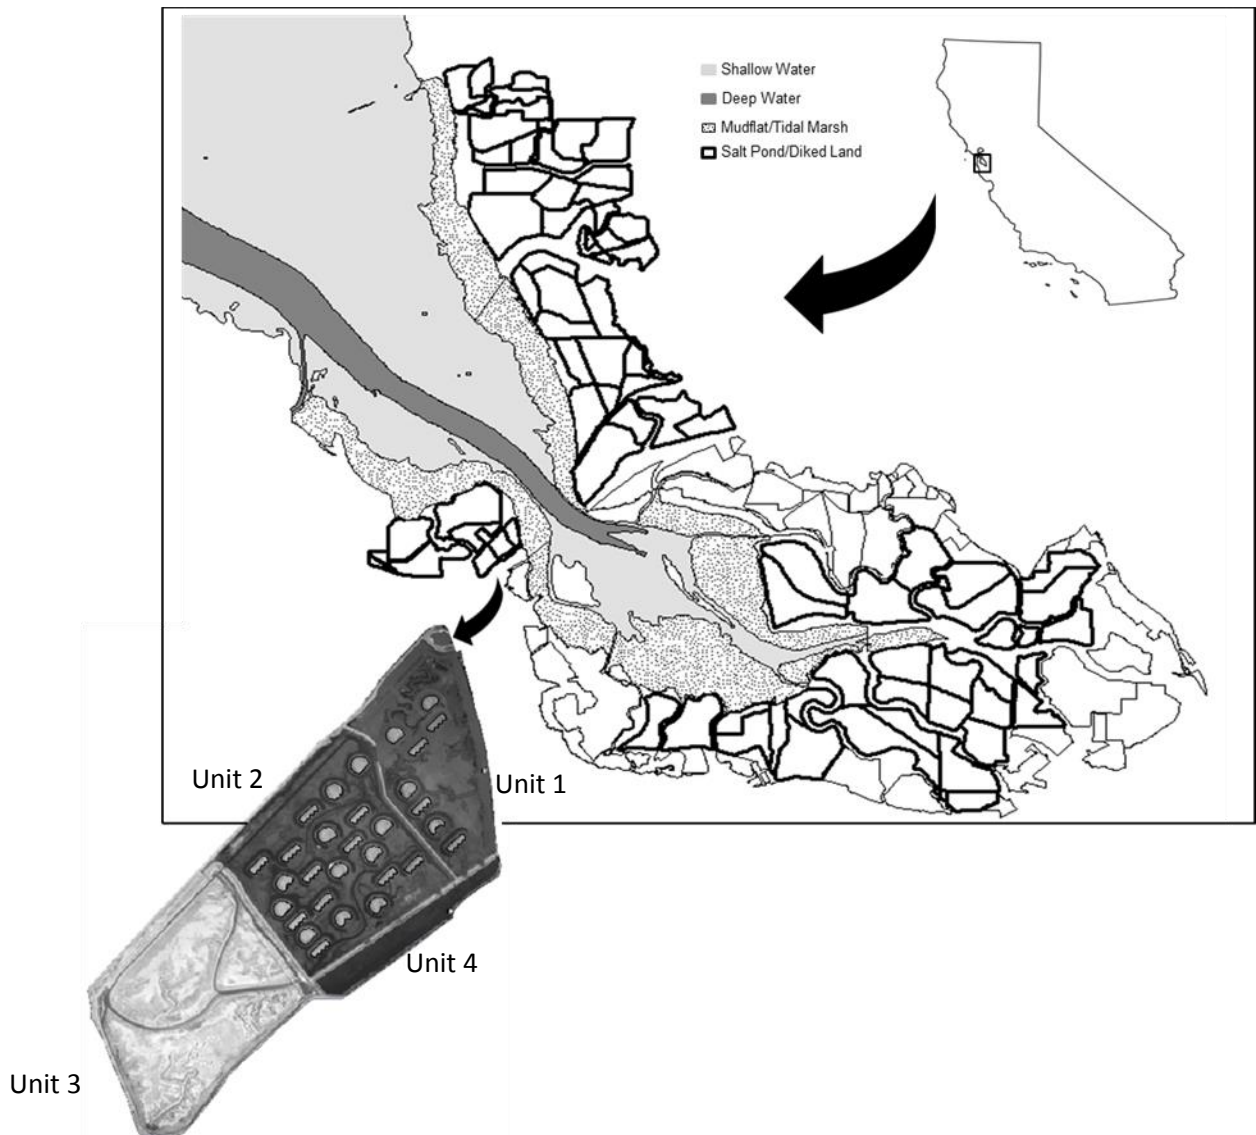 Shallow Water
Deep Water
Mudflat/Tidal Marsh
Salt Pond/Diked Land
Unit 2
Unit 1
Unit 4
Unit 3